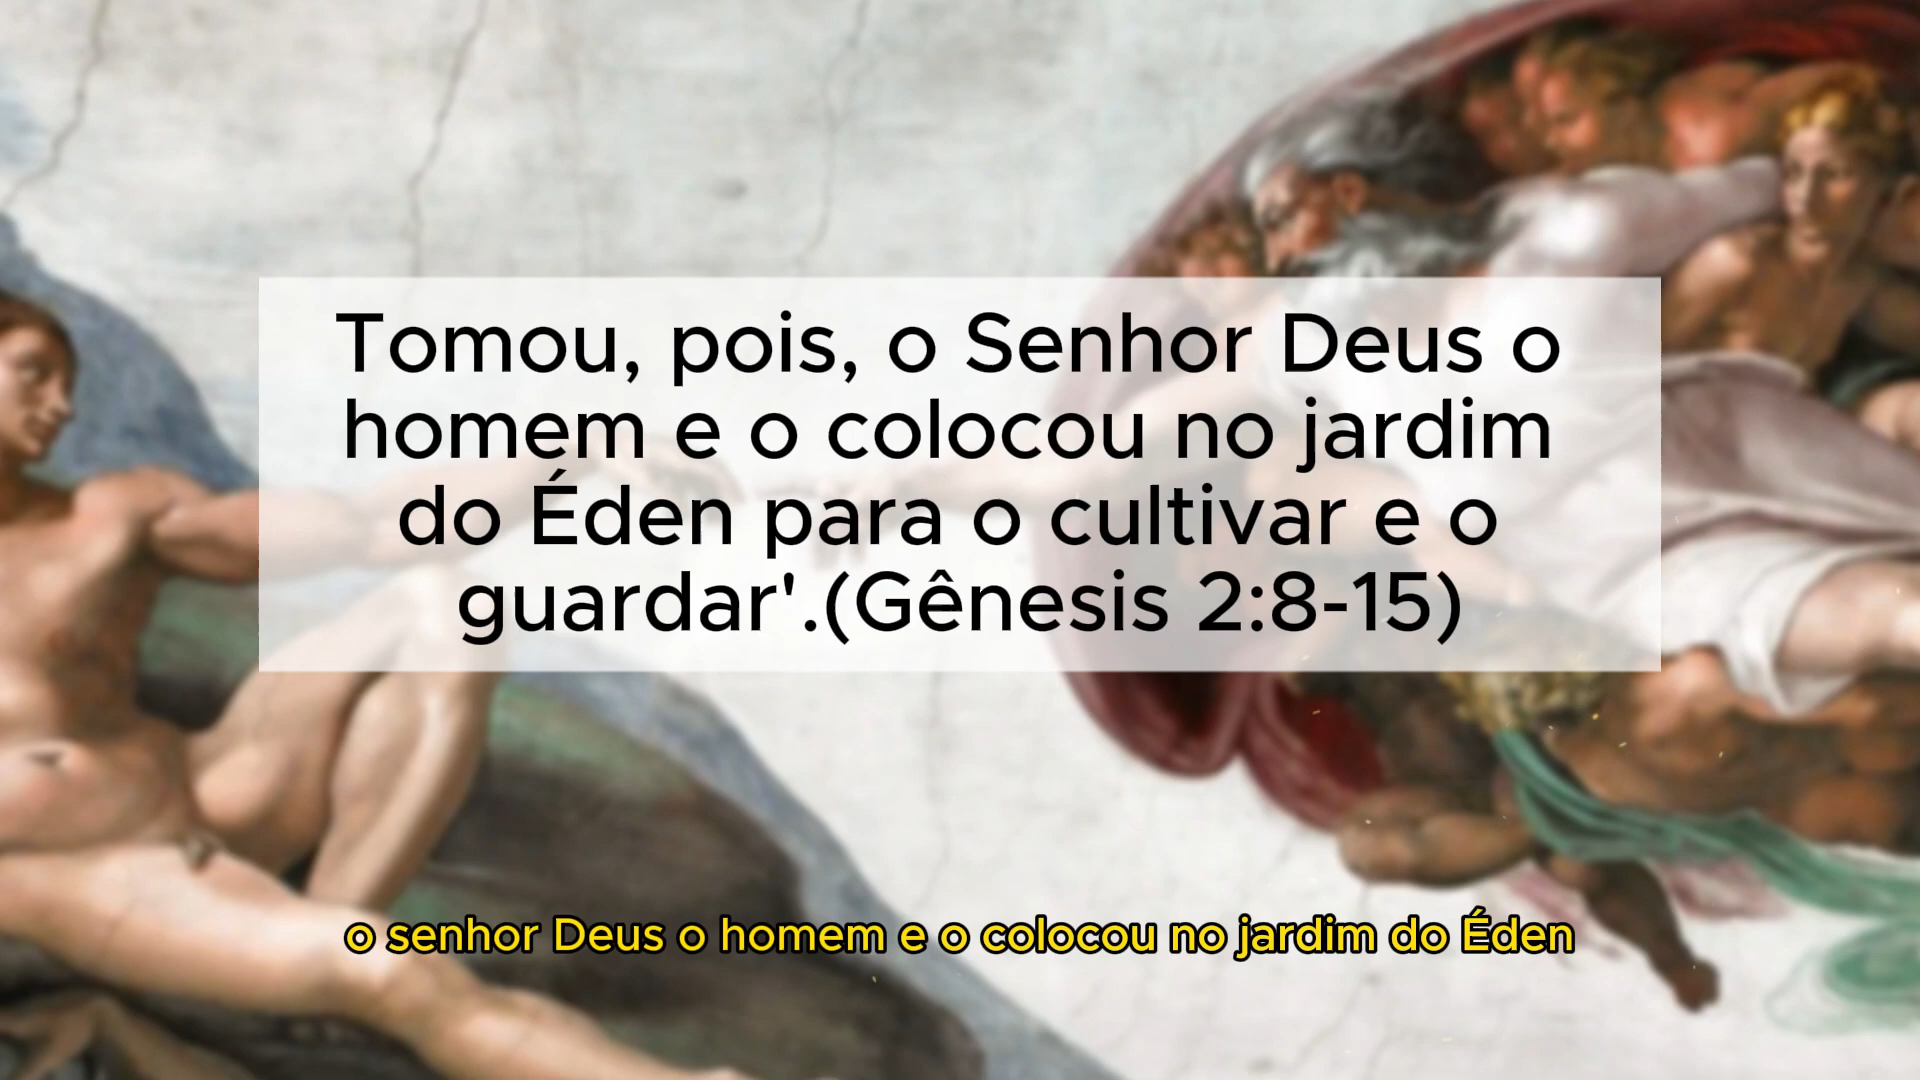 Tomou, pois, o Senhor Deus o
homem e o colocou no jardim
do Éden para o cultivar e o
guardar'.(Gênesis 2:8-15)
o senhor Deus o homem e o colocou no jardim do Éden